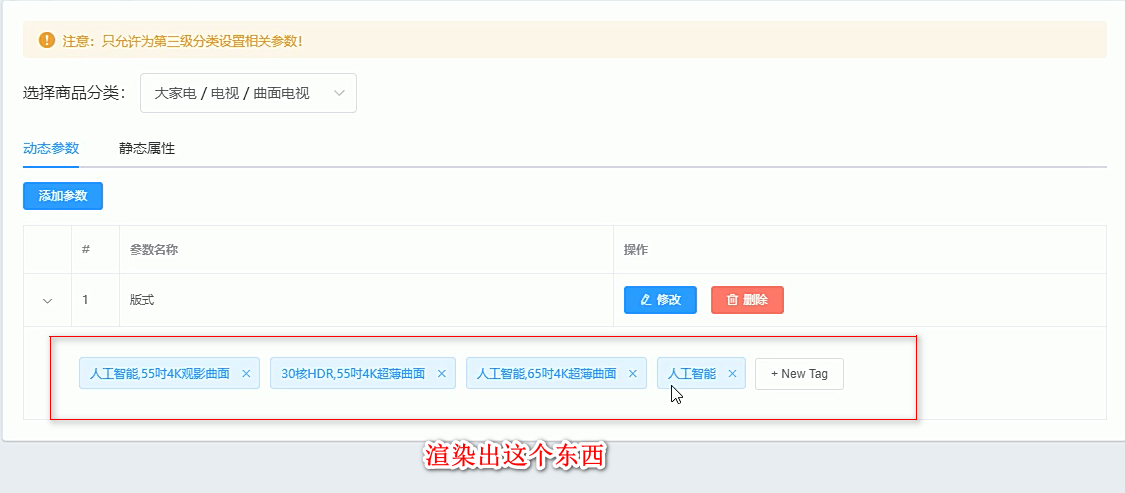 注意：只允许为第三级分类设置相关参数！
选择商品分类： 大家电 / 电视 / 曲面电视
动态参数 静态属性
添加参数
# 参数名称 操作
1 版式 修改 删除
人工智能,55吋4K观影曲面 × 30核HDR,55吋4K超薄曲面 × 人工智能,65吋4K超薄曲面 × 人工智能 × + New Tag
渲染出这个东西